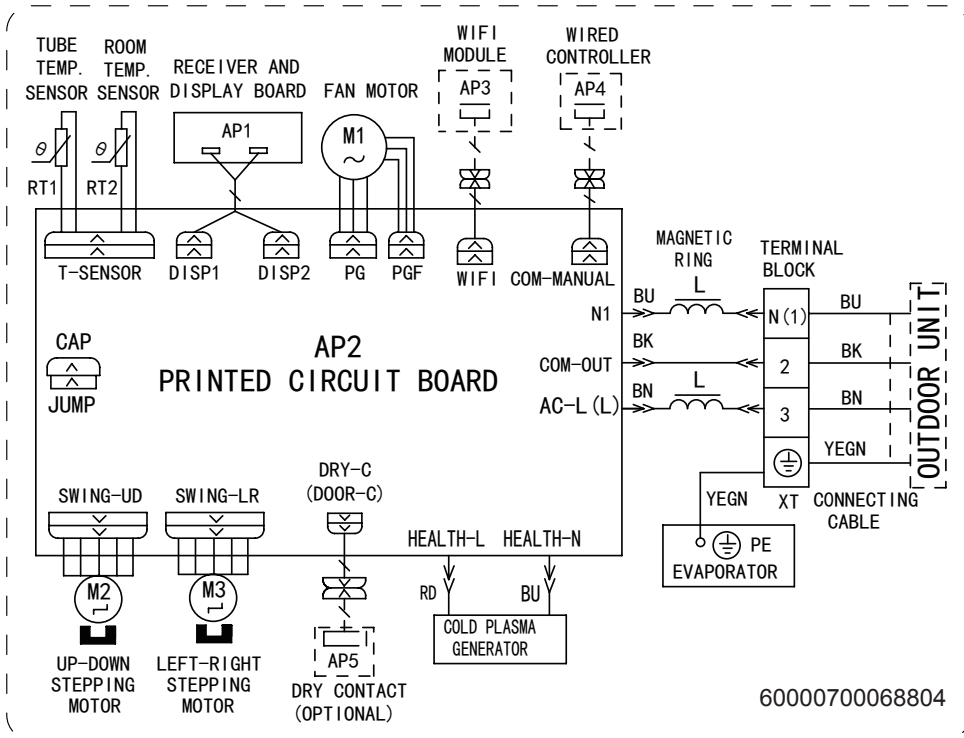 TUBE
TEMP.
SENSOR
ROOM
TEMP.
SENSOR
RECEIVER AND
DISPLAY BOARD
FAN MOTOR
WIFI
MODULE
WIRED
CONTROLLER
AP1
M1
AP3
AP4
θ
θ
RT1
RT2
T-SENSOR
DISP1
DISP2
PG
PGF
WIFI
COM-MANUAL
MAGNETIC
RING
TERMINAL
BLOCK
N1
BU
L
N(1)
BU
CAP
JUMP
AP2
PRINTED CIRCUIT BOARD
COM-OUT
BK
2
BK
AC-L(L)
BN
L
3
BN
YEGN
OUTDOOR UNIT
XT
CONNECTING
CABLE
YEGN
PE
EVAPORATOR
SWING-UD
SWING-LR
DRY-C
(DOOR-C)
HEALTH-L
HEALTH-N
M2
M3
RD
BU
COLD PLASMA
GENERATOR
AP5
UP-DOWN
STEPPING
MOTOR
LEFT-RIGHT
STEPPING
MOTOR
DRY CONTACT
(OPTIONAL)
60000700068804